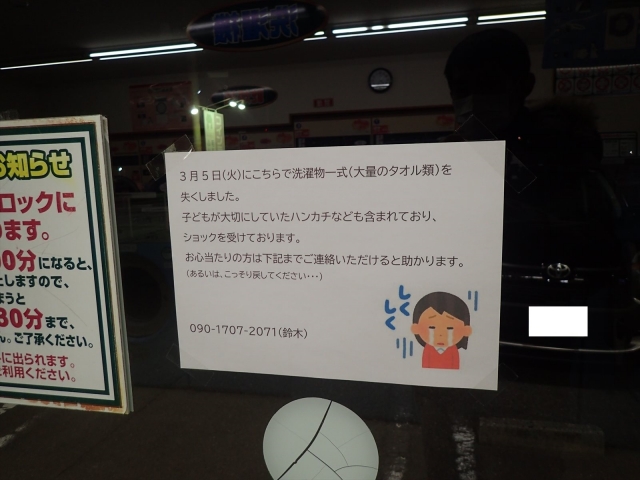 お知らせ
ロックに
ます。
0分になると、
としますので、
まうと
30分まで、
ん。ご了承ください。
に出られます。
ご利用ください。
3月5日(火)にこちらで洗濯物一式(大量のタオル類)を
失くしました。
子どもが大切にしていたハンカチなども含まれており、
ショックを受けております。
お心当たりの方は下記までご連絡いただけると助かります。
(あるいは、こっそり戻してください・・・)
しくしく
090-1707-2071(鈴木)